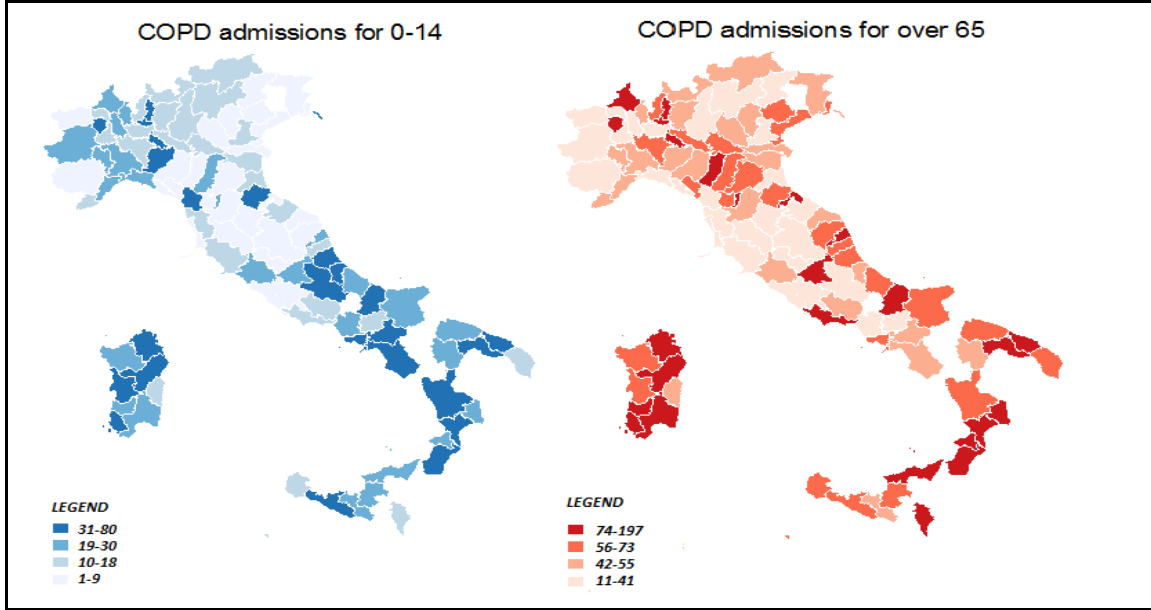 COPD admissions for 0-14
COPD admissions for over 65
LEGEND
31-80
19-30
10-18
1-9
LEGEND
74-197
56-73
42-55
11-41